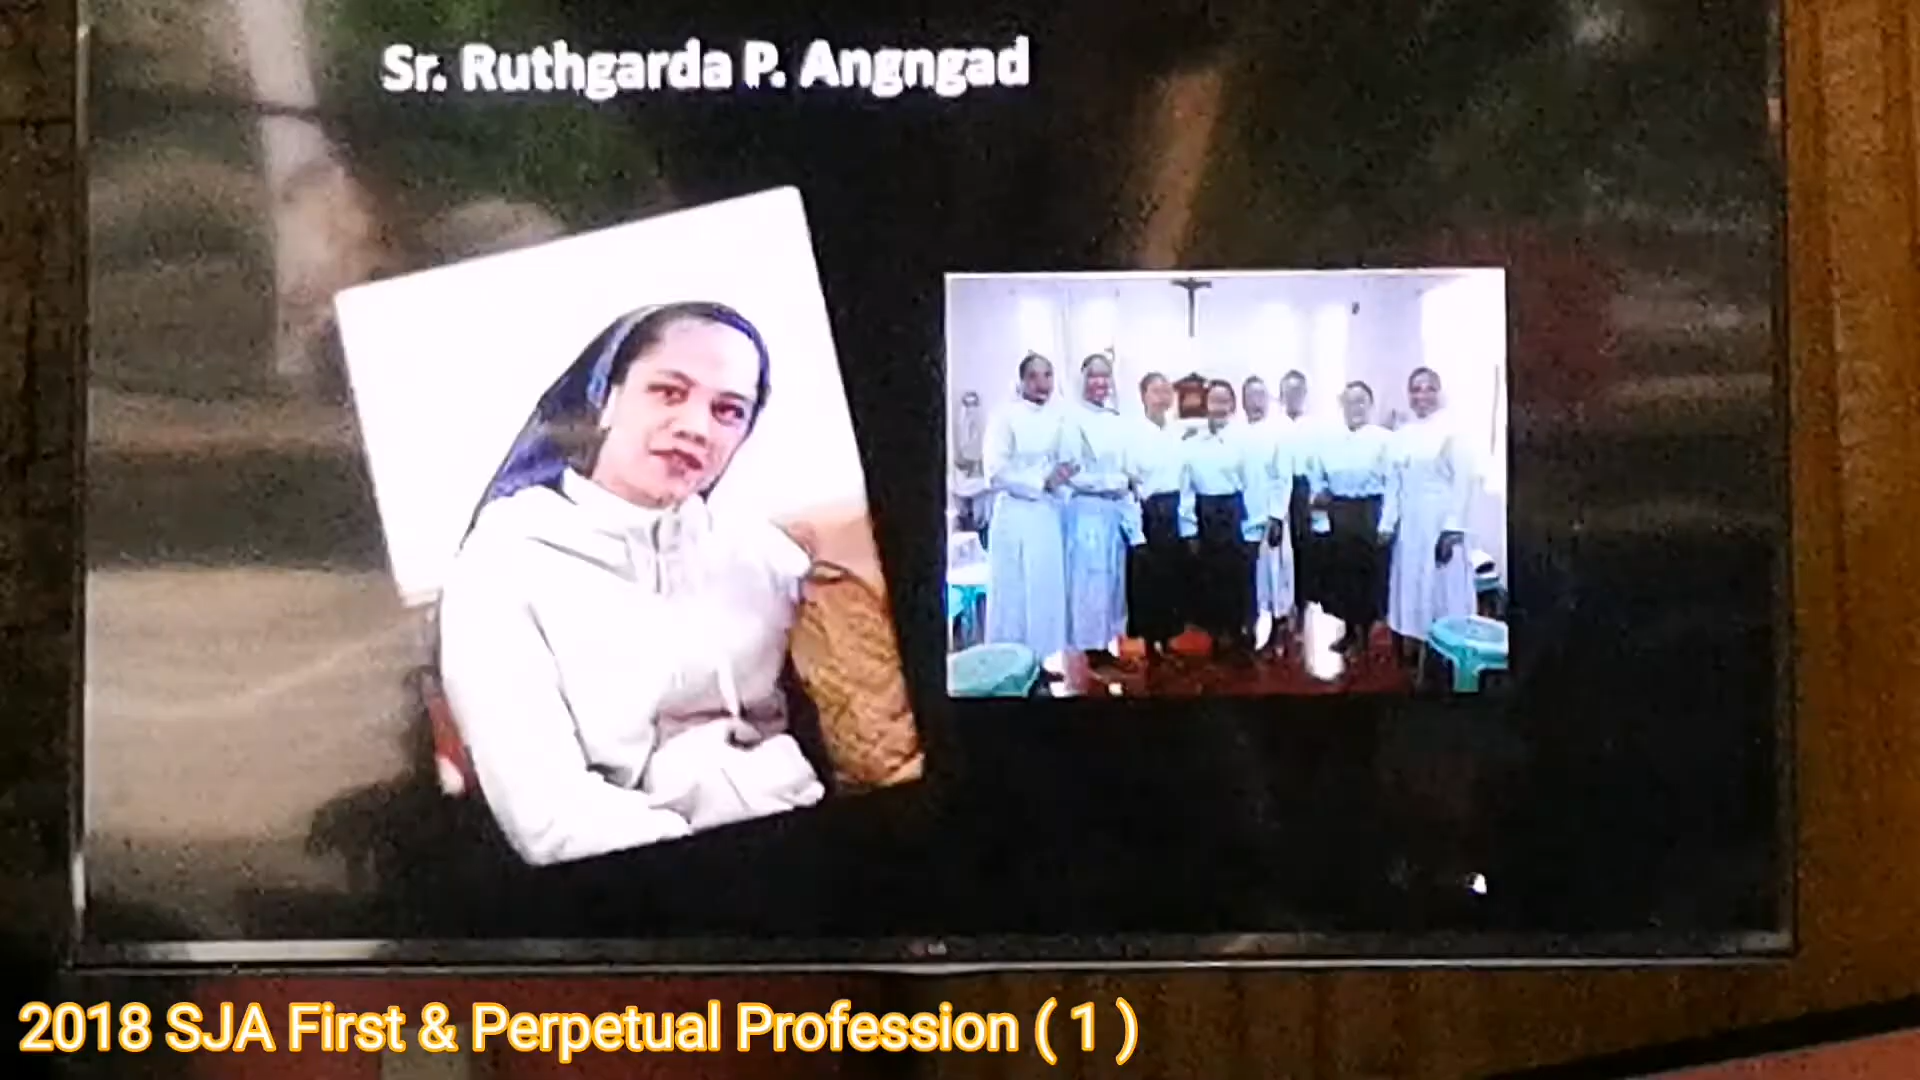 Sr. Ruthgarda P. Angngad
2018 SJA First & Perpetual Profession ( 1 )